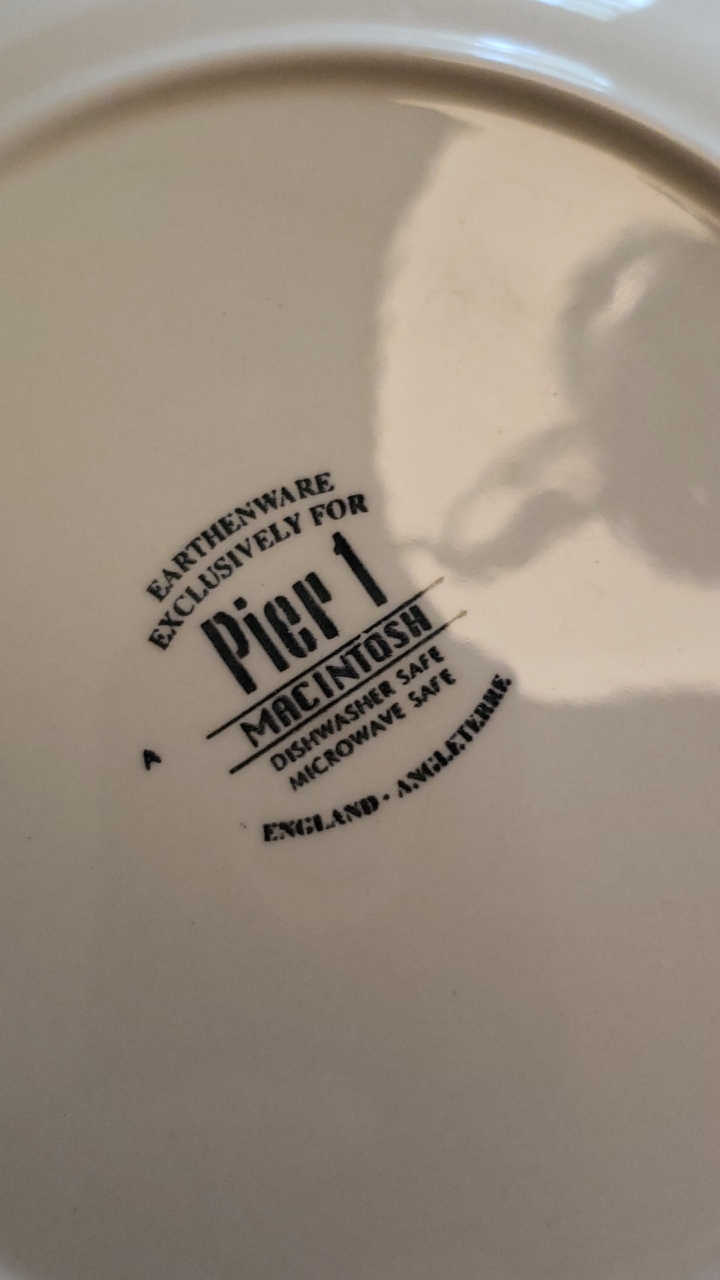 EARTHENWARE
EXCLUSIVELY FOR
Pier 1
MACINTOSH
DISHWASHER SAFE
MICROWAVE SAFE
A
ENGLAND · ANGLETERRE